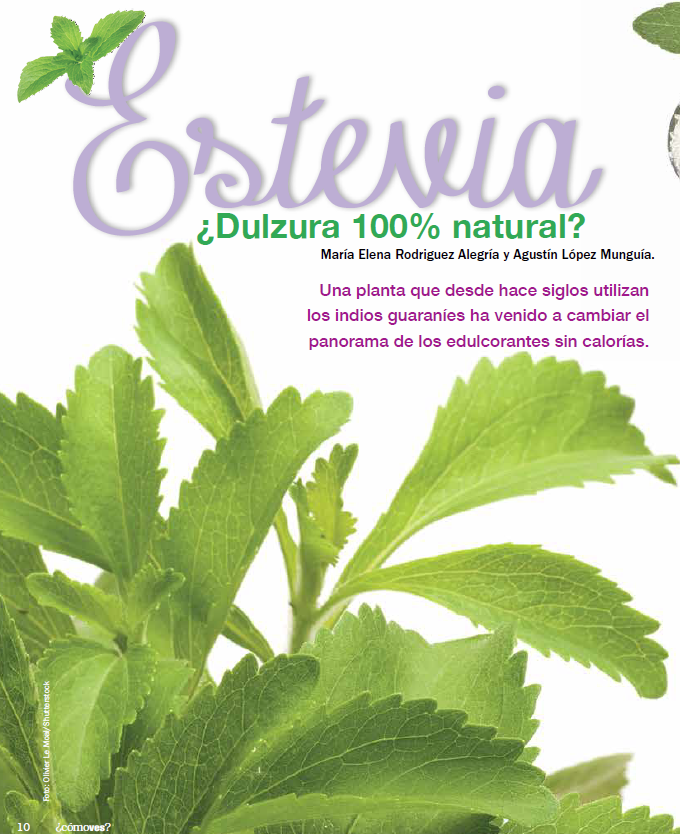 Estevia
¿Dulzura 100% natural?
María Elena Rodriguez Alegría y Agustín López Munguía.
Una planta que desde hace siglos utilizan
los indios guaraníes ha venido a cambiar el
panorama de los edulcorantes sin calorías.
Foto: Olivier Le Moal/Shutterstock
10 ¿cómoves?